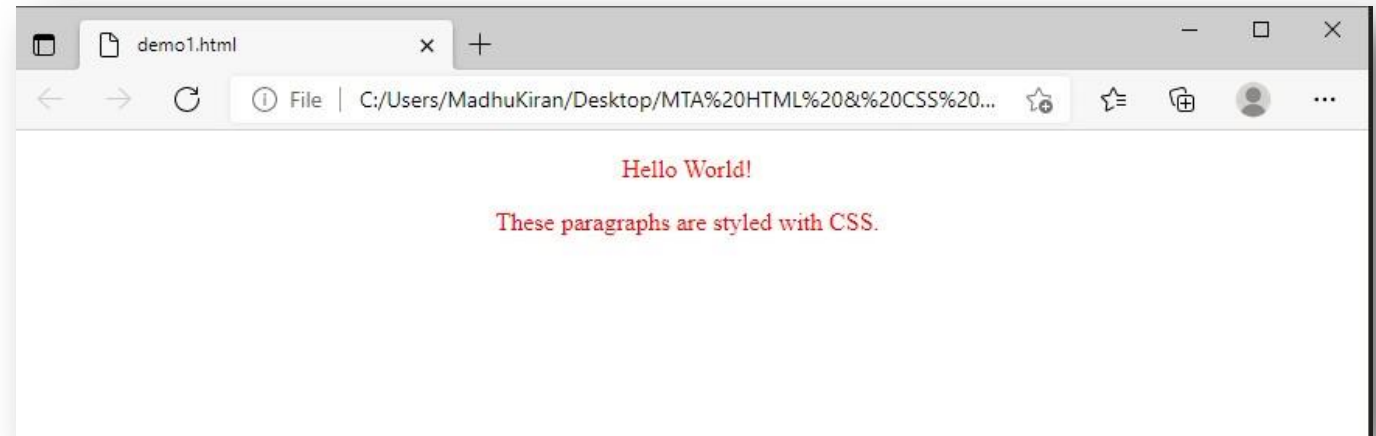 demo1.html
File | C:/Users/MadhuKiran/Desktop/MTA%20HTML%20&%20CSS%20...
Hello World!
These paragraphs are styled with CSS.